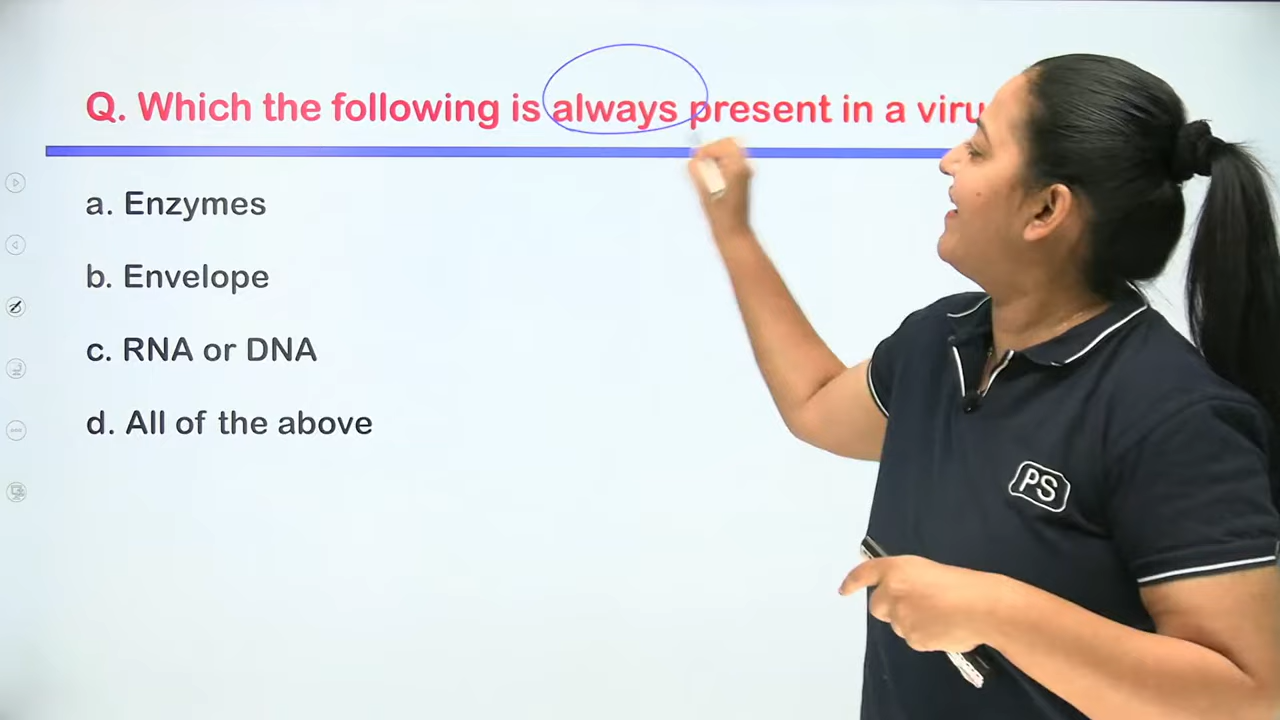 Q. Which the following is always present in a viru
a. Enzymes
b. Envelope
c. RNA or DNA
d. All of the above
PS